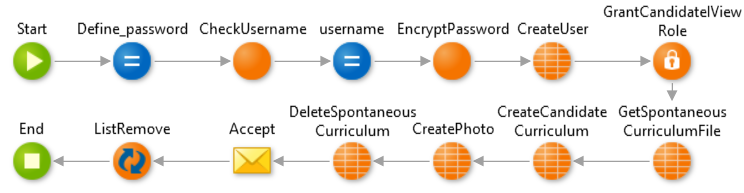 Start
Define_password
CheckUsername
username
EncryptPassword
CreateUser
GrantCandidateIView
Role
End
ListRemove
Accept
DeleteSpontaneous
Curriculum
CreatePhoto
CreateCandidate
Curriculum
GetSpontaneous
CurriculumFile